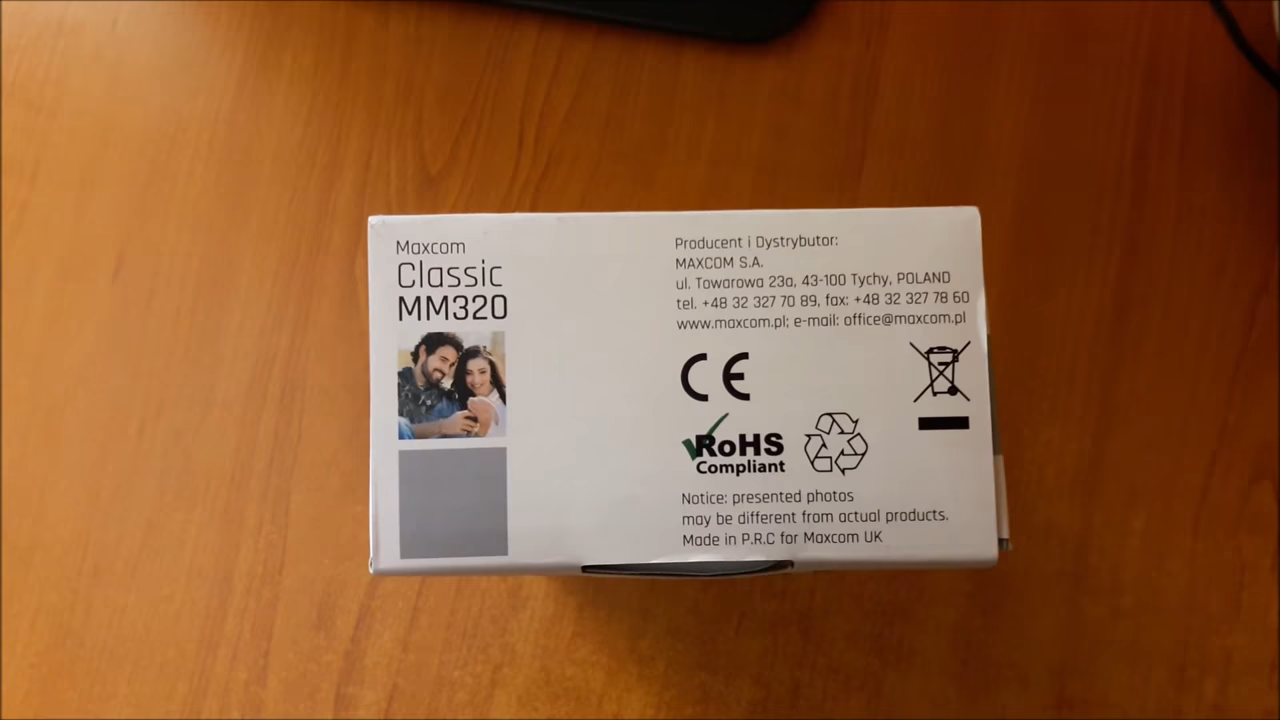 Maxcom
Classic
MM320
Producent i Dystrybutor:
MAXCOM S.A.
ul. Towarowa 23a, 43-100 Tychy, POLAND
tel. +48 32 327 70 89, fax: +48 32 327 78 60
www.maxcom.pl; e-mail: office@maxcom.pl
CE
RoHS
Compliant
Notice: presented photos
may be different from actual products.
Made in P.R.C for Maxcom UK